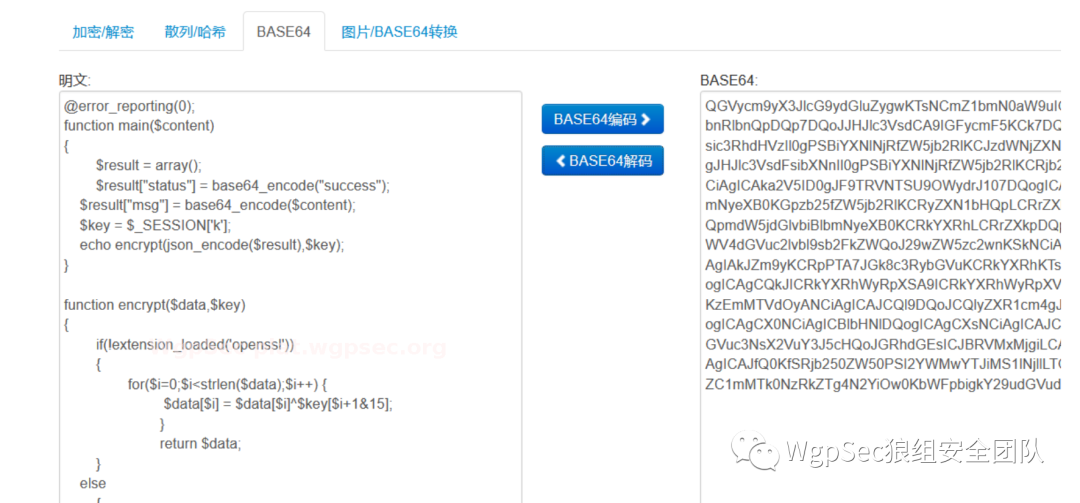 加密/解密 散列/哈希 BASE64 图片/BASE64转换
明文:
@error_reporting(0);
function main($content)
{
$result = array();
$result["status"] = base64_encode("success");
$result["msg"] = base64_encode($content);
$key = $_SESSION['k'];
echo encrypt(json_encode($result),$key);
}
function encrypt($data,$key)
{
if(!extension_loaded('openssl'))
{
for($i=0;$i<strlen($data);$i++) {
$data[$i] = $data[$i]^$key[$i+1&15];
}
return $data;
}
else
{
BASE64编码
BASE64解码
BASE64:
QGVycm9yX3JlcG9ydGluZygwKTsNCmZ1bmN0aW9uIG
bnRlbnQpDQp7DQoJJHJlc3VsdCA9IGFycmF5KCk7DQ
sic3RhdHVzIl0gPSBiYXNlNjRfZW5jb2RlKCJzdWNjZXN
gJHJlc3VsdFsibXNnIl0gPSBiYXNlNjRfZW5jb2RlKCRjb2
CiAgICAka2V5ID0gJF9TRVNTSU9OWydrJ107DQogICA
mNyeXB0KGpzb25fZW5jb2RlKCRyZXN1bHQpLCRrZX
QpmdW5jdGlvbiBlbmNyeXB0KCRkYXRhLCRrZXkpDQp
WV4dGVuc2lvbl9sb2FkZWQoJ29wZW5zc2wnKSkNCiA
AgIAkJZm9yKCRpPTA7JGk8c3RybGVuKCRkYXRhKTs
ogICAgCQkJICRkYXRhWyRpXSA9ICRkYXRhWyRpXV
KzEmMTVdOyANCiAgICAJCQl9DQoJCQlyZXR1cm4gJ
ogICAgCX0NCiAgICBlbHNlDQogICAgCXsNCiAgICAJC
GVuc3NsX2VuY3J5cHQoJGRhdGEsICJBRVMxMjgiLCA
AgICAJfQ0KfSRjb250ZW50PSI2YWMwYTJiMS1lNjllLTC
ZC1mMTk0NzRkZTg4N2YiOw0KbWFpbigkY29udGVud
WgpSec狼组安全团队